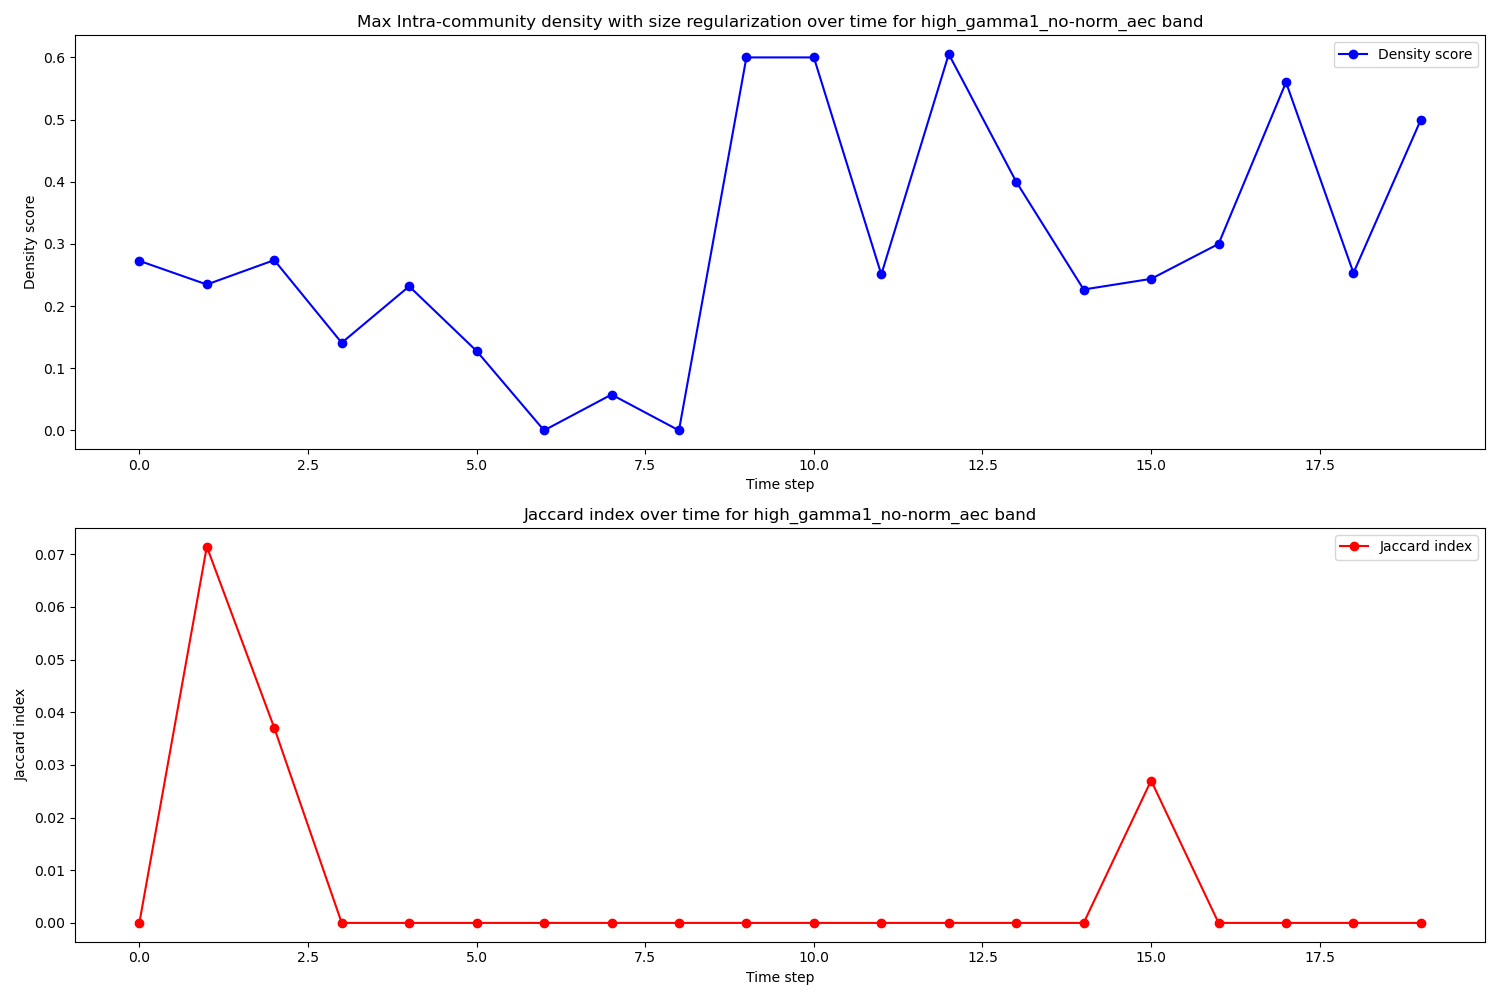 Max Intra-community density with size regularization over time for high_gamma1_no-norm_aec band
Density score
0.6
0.5
0.4
0.3
0.2
0.1
0.0
Density score
0.0 2.5 5.0 7.5 10.0 12.5 15.0 17.5
Time step
Jaccard index over time for high_gamma1_no-norm_aec band
Jaccard index
0.07
0.06
0.05
0.04
0.03
0.02
0.01
0.00
Jaccard index
0.0 2.5 5.0 7.5 10.0 12.5 15.0 17.5
Time step